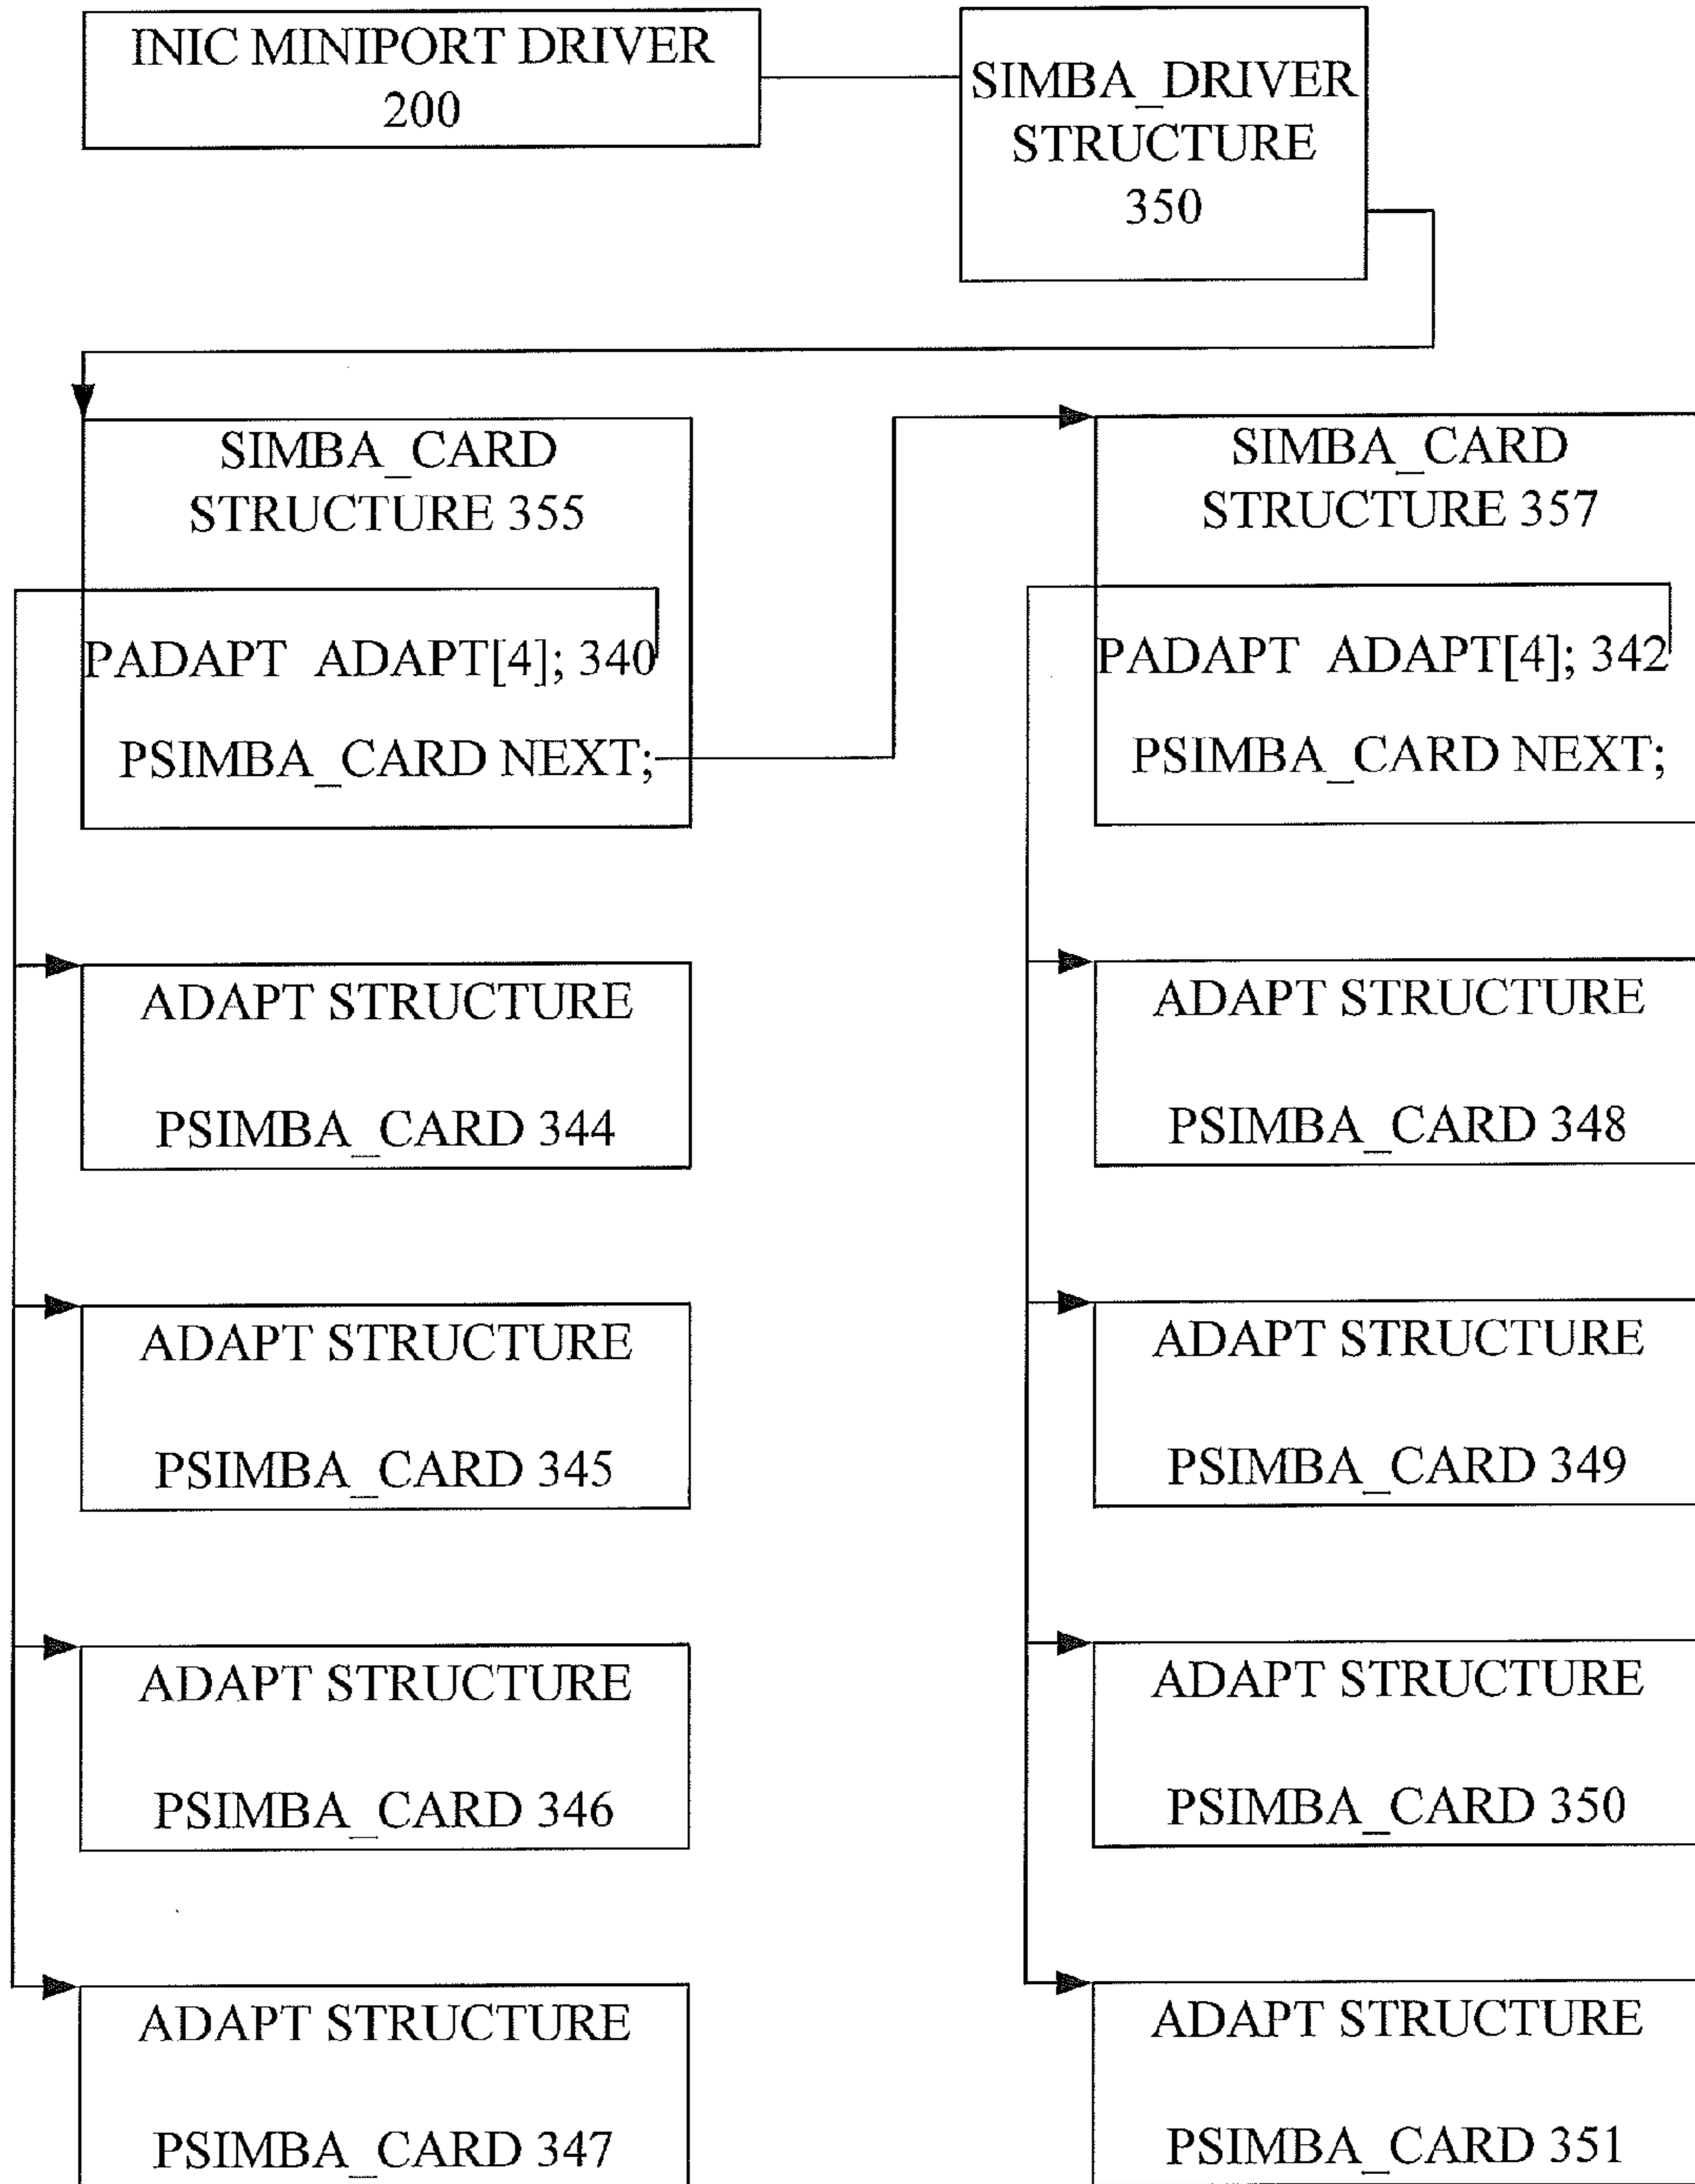 INIC MINIPORT DRIVER
200
SIMBA_DRIVER
STRUCTURE
350
SIMBA_CARD
STRUCTURE 355
PADAPT ADAPT[4]; 340
PSIMBA_CARD NEXT;
SIMBA_CARD
STRUCTURE 357
PADAPT ADAPT[4]; 342
PSIMBA_CARD NEXT;
ADAPT STRUCTURE
PSIMBA_CARD 344
ADAPT STRUCTURE
PSIMBA_CARD 348
ADAPT STRUCTURE
PSIMBA_CARD 345
ADAPT STRUCTURE
PSIMBA_CARD 349
ADAPT STRUCTURE
PSIMBA_CARD 346
ADAPT STRUCTURE
PSIMBA_CARD 350
ADAPT STRUCTURE
PSIMBA_CARD 347
ADAPT STRUCTURE
PSIMBA_CARD 351